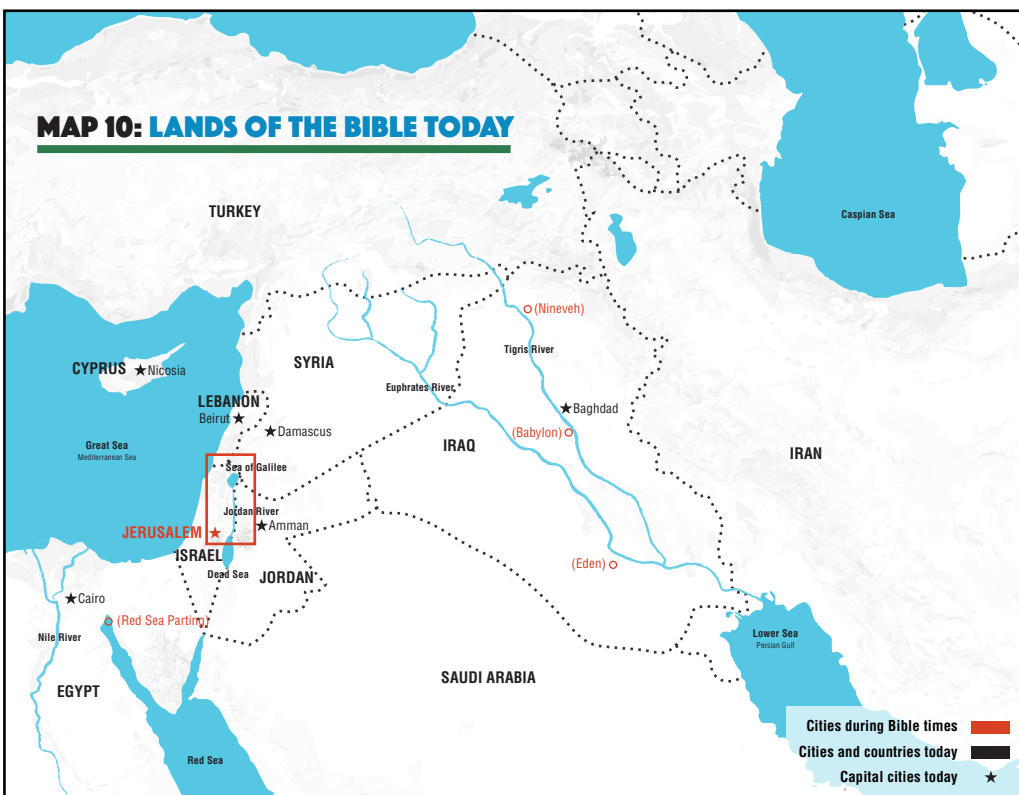 MAP 10: LANDS OF THE BIBLE TODAY
TURKEY
Caspian Sea
(Nineveh)
Tigris River
SYRIA
CYPRUS
Nicosia
Euphrates River
LEBANON
Beirut
Baghdad
Damascus
(Babylon)
Great Sea
Mediterranean Sea
IRAQ
IRAN
Sea of Galilee
Jordan River
JERUSALEM
Amman
ISRAEL
(Eden)
Dead Sea
JORDAN
Cairo
(Red Sea Parting)
Nile River
Lower Sea
Persian Gulf
EGYPT
SAUDI ARABIA
Red Sea
Cities during Bible times
Cities and countries today
Capital cities today